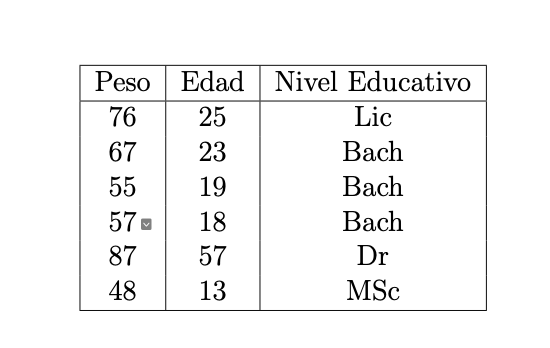 Peso Edad Nivel Educativo
76 25 Lic
67 23 Bach
55 19 Bach
57 18 Bach
87 57 Dr
48 13 MSc